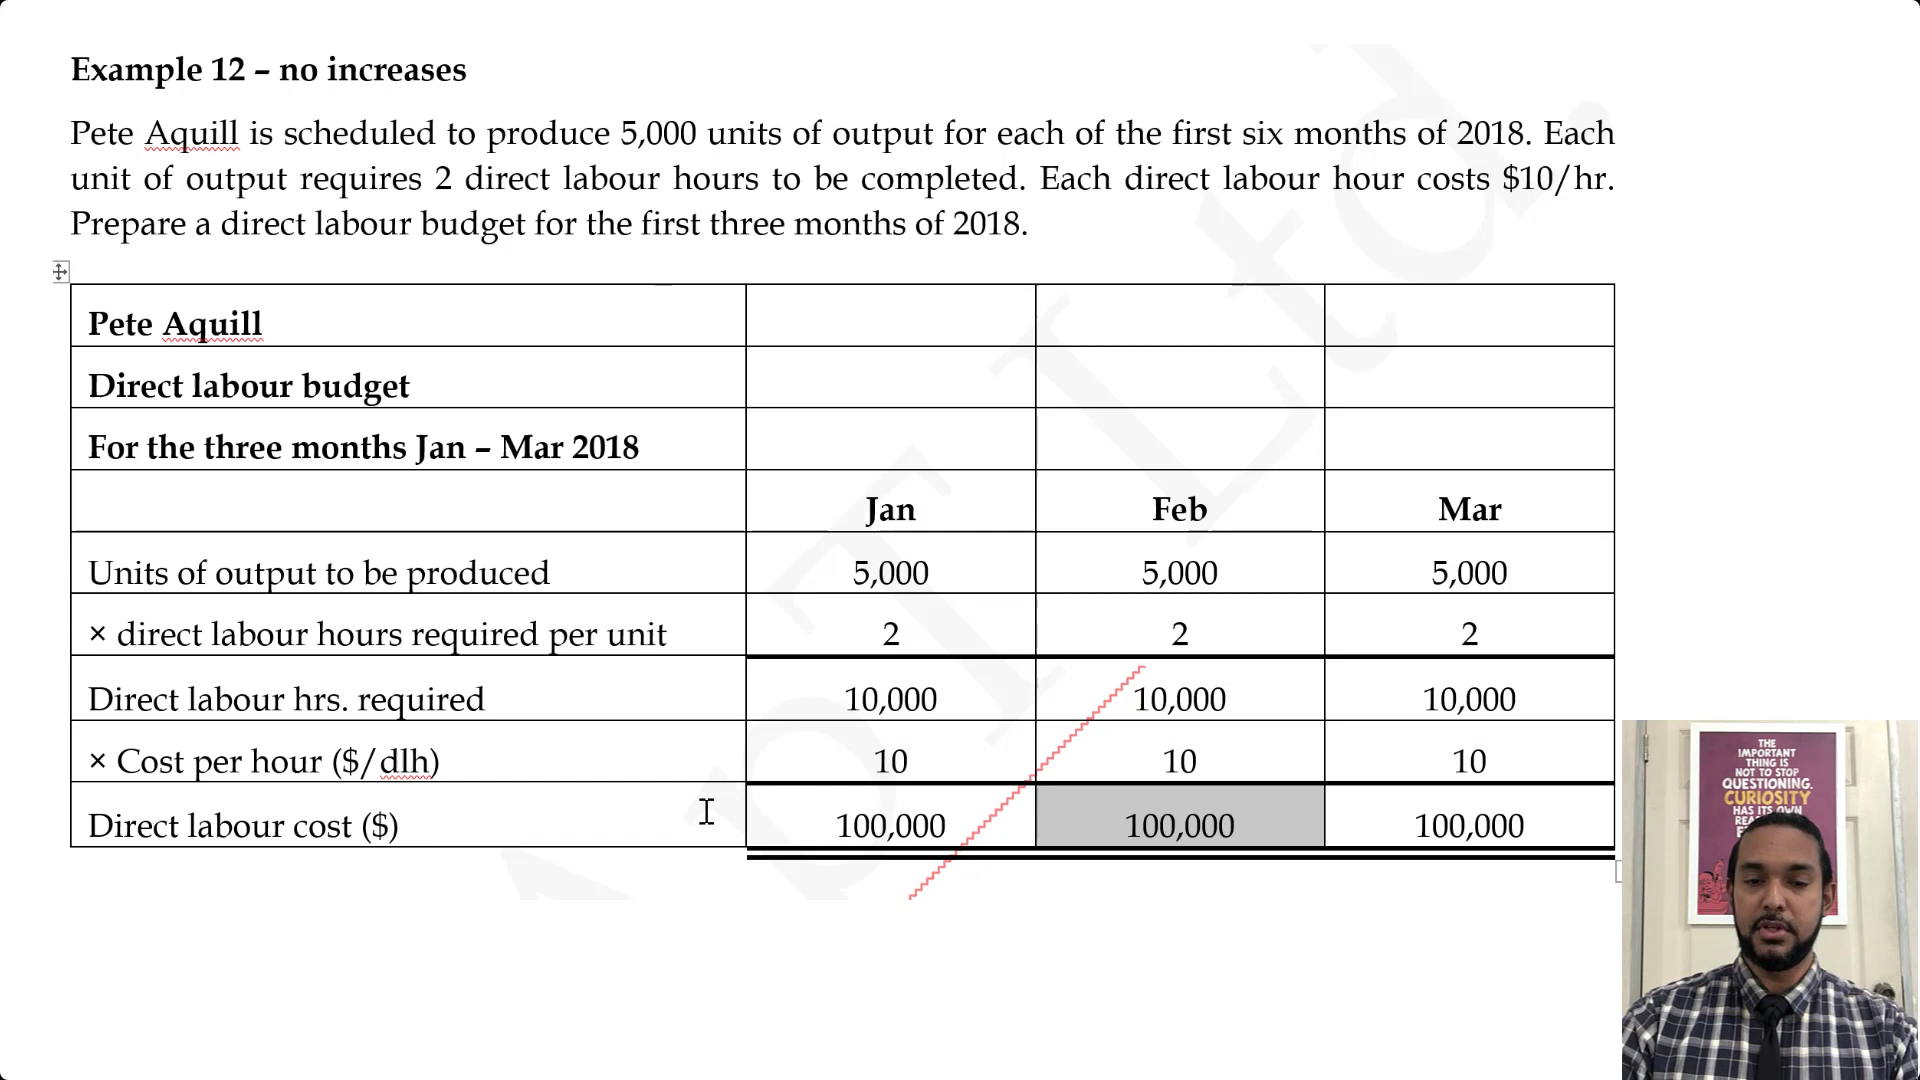 Example 12 – no increases
Pete Aquill is scheduled to produce 5,000 units of output for each of the first six months of 2018. Each
unit of output requires 2 direct labour hours to be completed. Each direct labour hour costs $10/hr.
Prepare a direct labour budget for the first three months of 2018.
Pete Aquill
Direct labour budget
For the three months Jan – Mar 2018
Jan Feb Mar
Units of output to be produced 5,000 5,000 5,000
× direct labour hours required per unit 2 2 2
Direct labour hrs. required 10,000 10,000 10,000
× Cost per hour ($/dlh) 10 10 10
Direct labour cost ($) 100,000 100,000 100,000
THE
IMPORTANT
THING IS
NOT TO STOP
QUESTIONING.
CURIOSITY
HAS ITS OWN